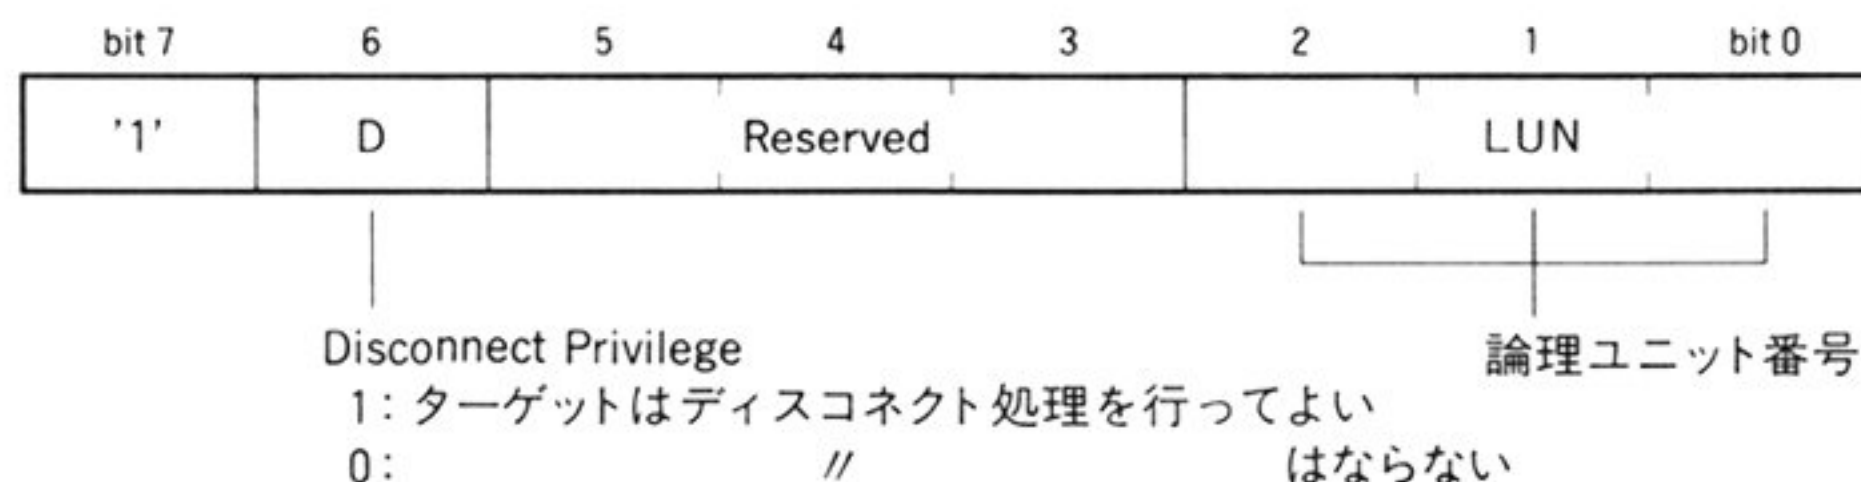 bit 7 6 5 4 3 2 1 bit 0
'1' D Reserved LUN
Disconnect Privilege 論理ユニット番号
1: ターゲットはディスコネクト処理を行ってよい
0: 〃 はならない